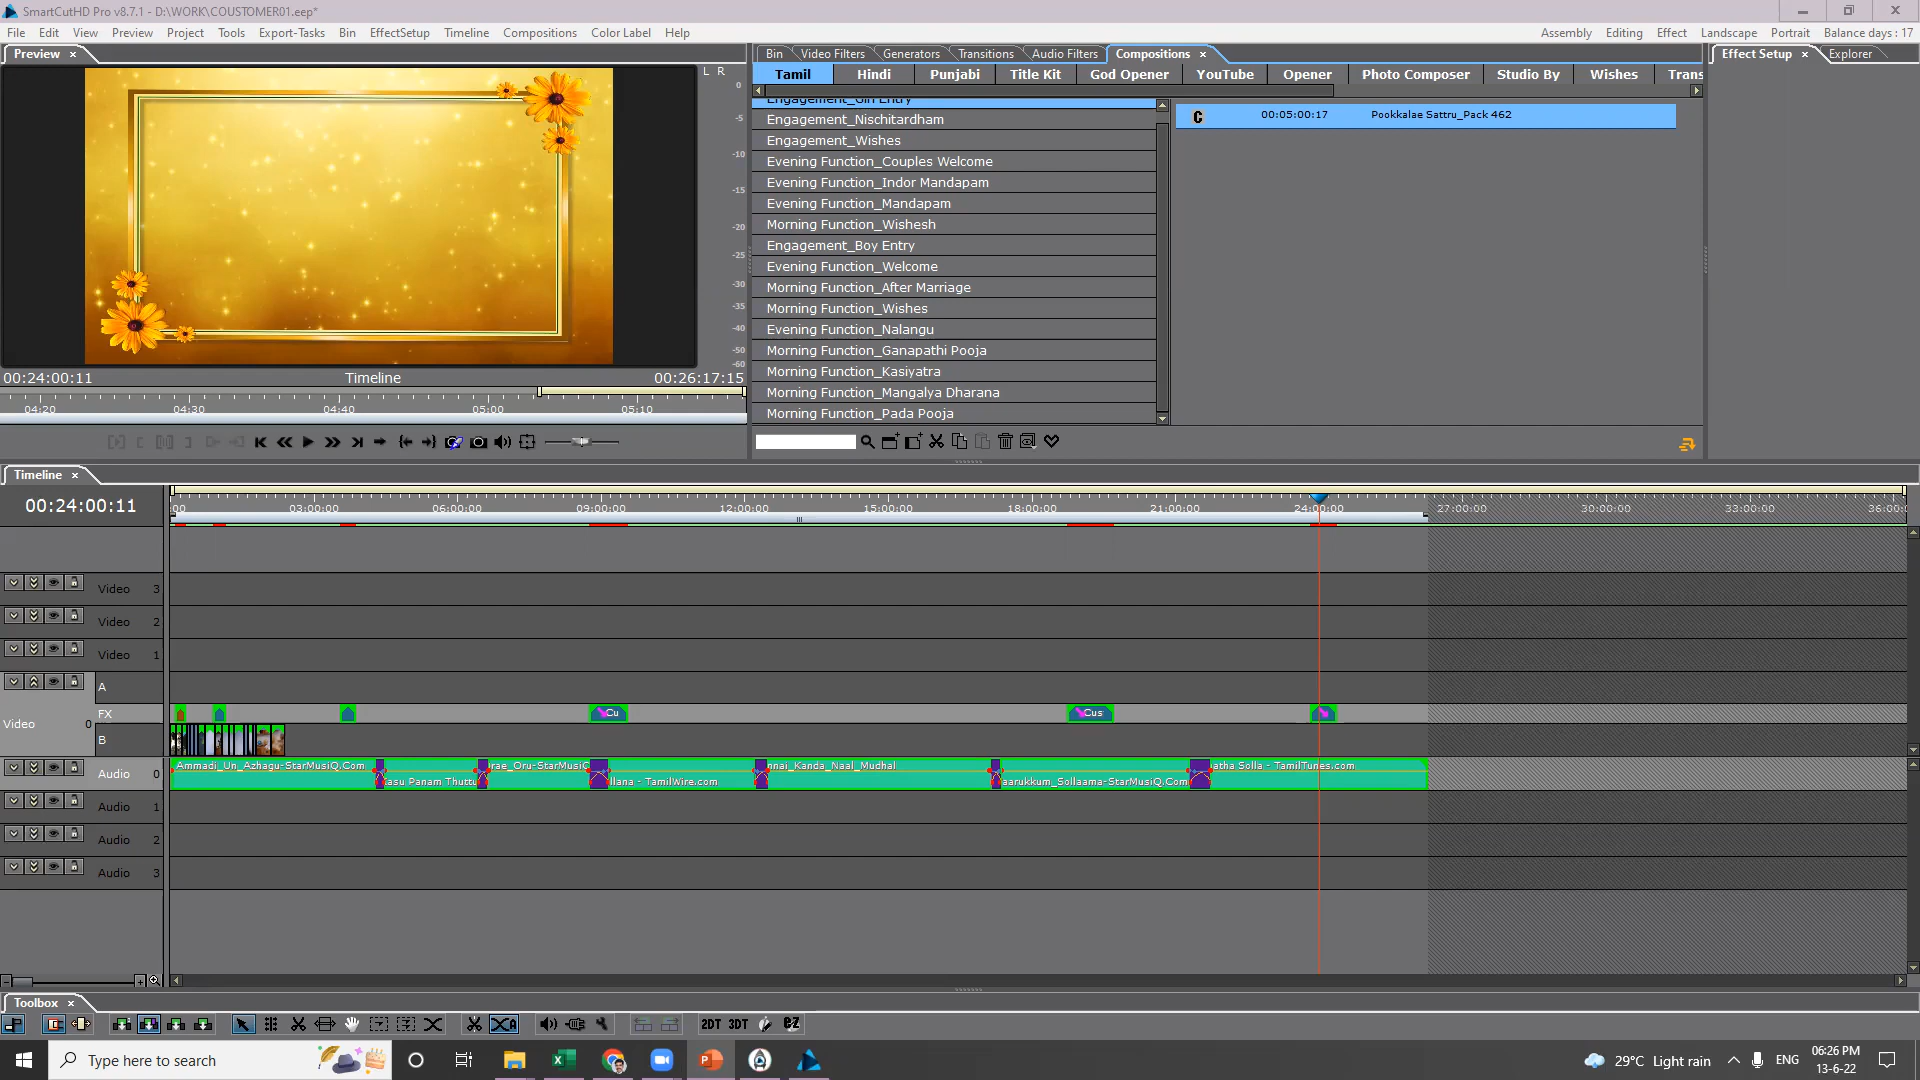 SmartCutHD Pro v8.7.1 - D:\WORK\COUSTOMER01.eep*
File Edit View Preview Project Tools Export-Tasks Bin EffectSetup Timeline Compositions Color Label Help
Assembly Editing Effect Landscape Portrait Balance days : 17
Preview
L R
0
-5
-10
-15
-20
-25
-30
-35
-40
-50
-60
00:24:00:11 Timeline 00:26:17:15
04:20 04:30 04:40 04:50 05:00 05:10
Bin Video Filters Generators Transitions Audio Filters Compositions
Tamil Hindi Punjabi Title Kit God Opener YouTube Opener Photo Composer Studio By Wishes Trans
Engagement_Girl Entry
Engagement_Nischitardham
Engagement_Wishes
Evening Function_Couples Welcome
Evening Function_Indor Mandapam
Evening Function_Mandapam
Morning Function_Wishesh
Engagement_Boy Entry
Evening Function_Welcome
Morning Function_After Marriage
Morning Function_Wishes
Evening Function_Nalangu
Morning Function_Ganapathi Pooja
Morning Function_Kasiyatra
Morning Function_Mangalya Dharana
Morning Function_Pada Pooja
C 00:05:00:17 Pookkalae Sattru_Pack 462
Effect Setup Explorer
Timeline
00:24:00:11
:00 03:00:00 06:00:00 09:00:00 12:00:00 15:00:00 18:00:00 21:00:00 24:00:00 27:00:00 30:00:00 33:00:00 36:00:0
Video 3
Video 2
Video 1
A
FX Cu Cus
Video 0
B
Audio 0
Ammadi_Un_Azhagu-StarMusiQ.Com rae_Oru-StarMusiQ nnai_Kanda_Naal_Mudhal atha Solla - TamilTunes.com
asu Panam Thuttu llana - TamilWire.com aarukkum_Sollaama-StarMusiQ.Com
Audio 1
Audio 2
Audio 3
Toolbox
2DT 3DT eZ
Type here to search
29°C Light rain ENG 06:26 PM
13-6-22